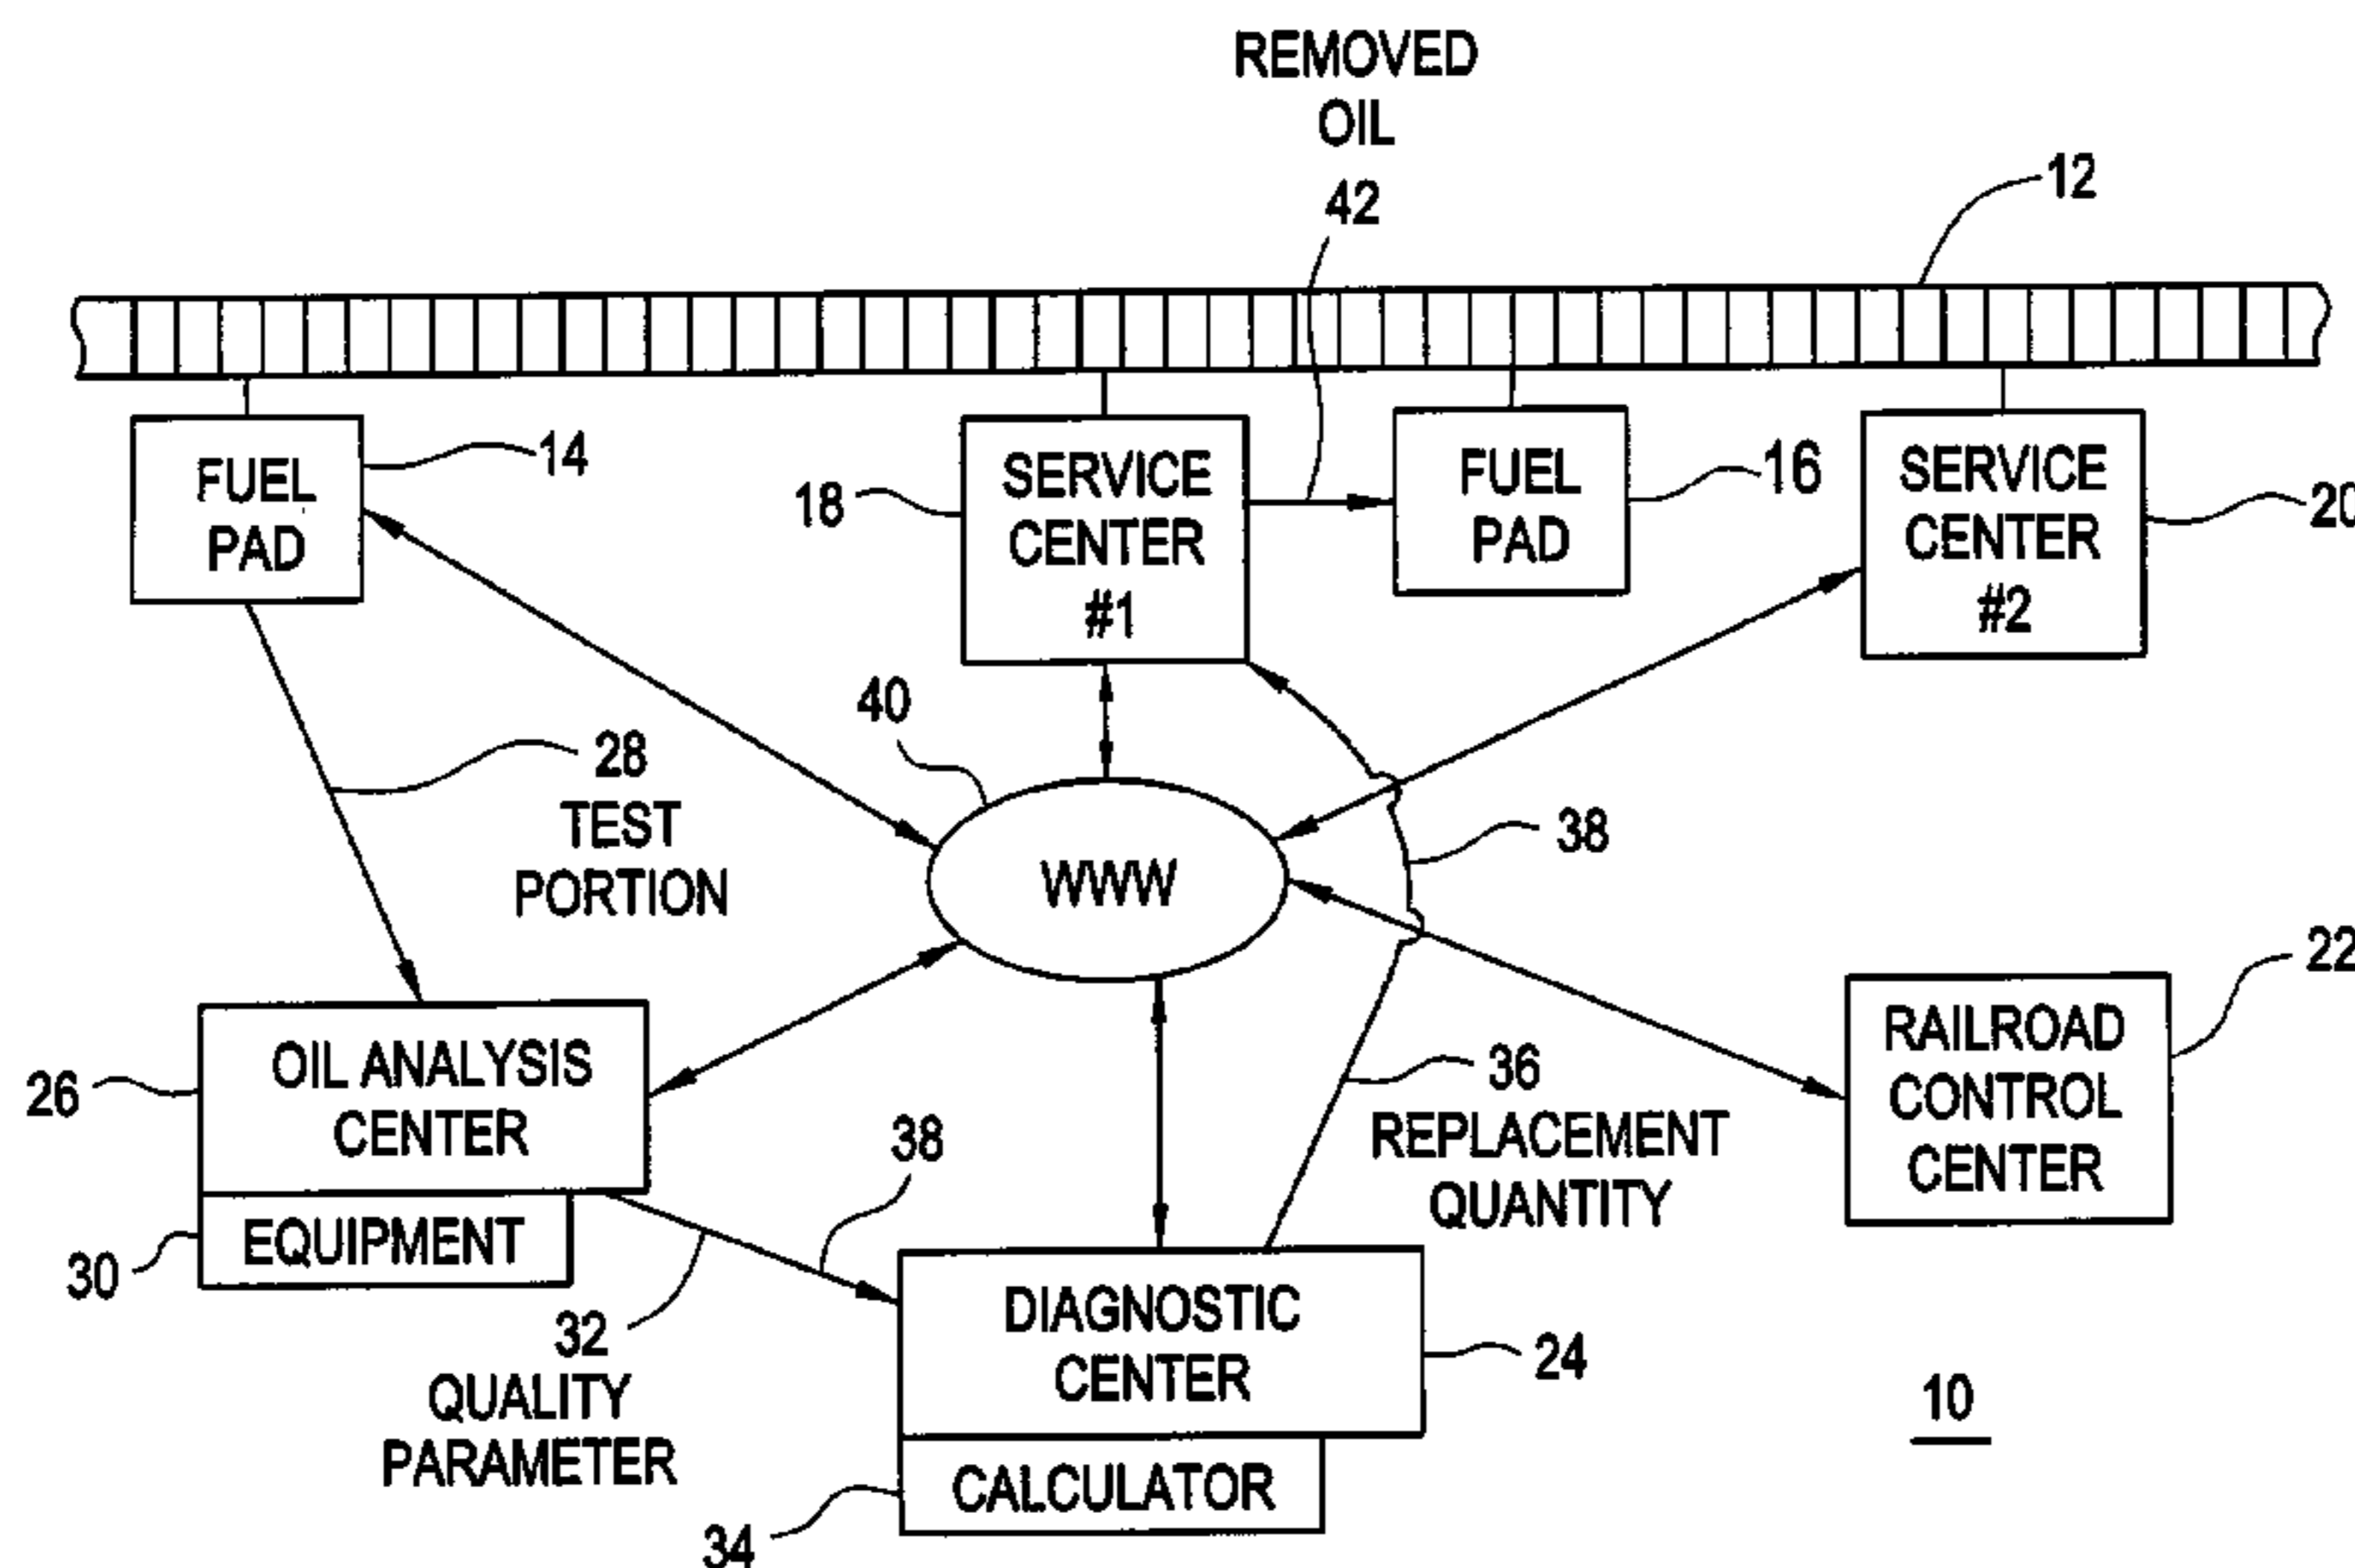 REMOVED
OIL
42
12
FUEL
PAD
14
18
SERVICE
CENTER
#1
FUEL
PAD
16
SERVICE
CENTER
#2
20
28
TEST
PORTION
40
WWW
38
22
RAILROAD
CONTROL
CENTER
26
OIL ANALYSIS
CENTER
30
EQUIPMENT
38
36
REPLACEMENT
QUANTITY
32
QUALITY
PARAMETER
DIAGNOSTIC
CENTER
24
34
CALCULATOR
10